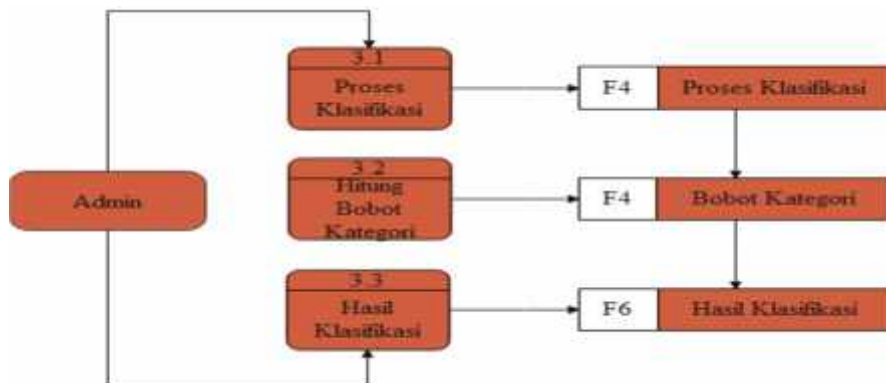 3.1
Proses
Klasifikasi
F4
Proses Klasifikasi
Admin
3.2
Hitung
Bobot
Kategori
F4
Bobot Kategori
3.3
Hasil
Klasifikasi
F6
Hasil Klasifikasi